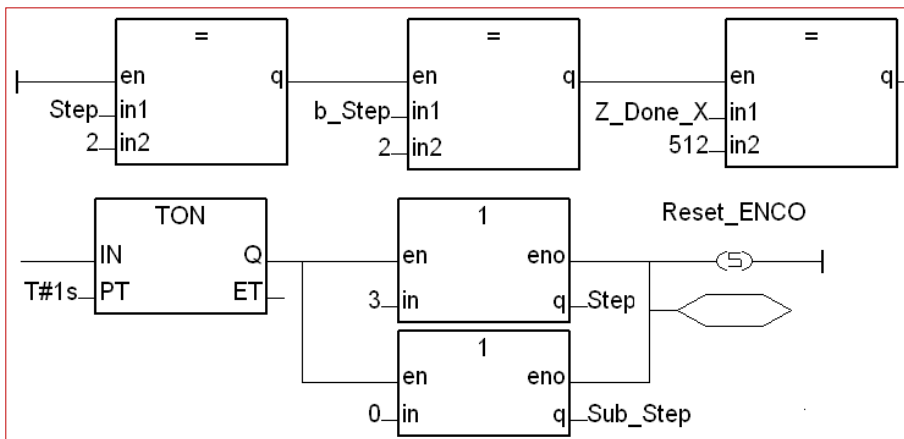 = = =
en q en q en q
Step in1 b_Step in1 Z_Done_X in1
2 in2 2 in2 512 in2
TON 1 Reset_ENCO
IN Q en eno S
T#1s PT ET 3 in q Step
1
en eno
0 in q Sub_Step